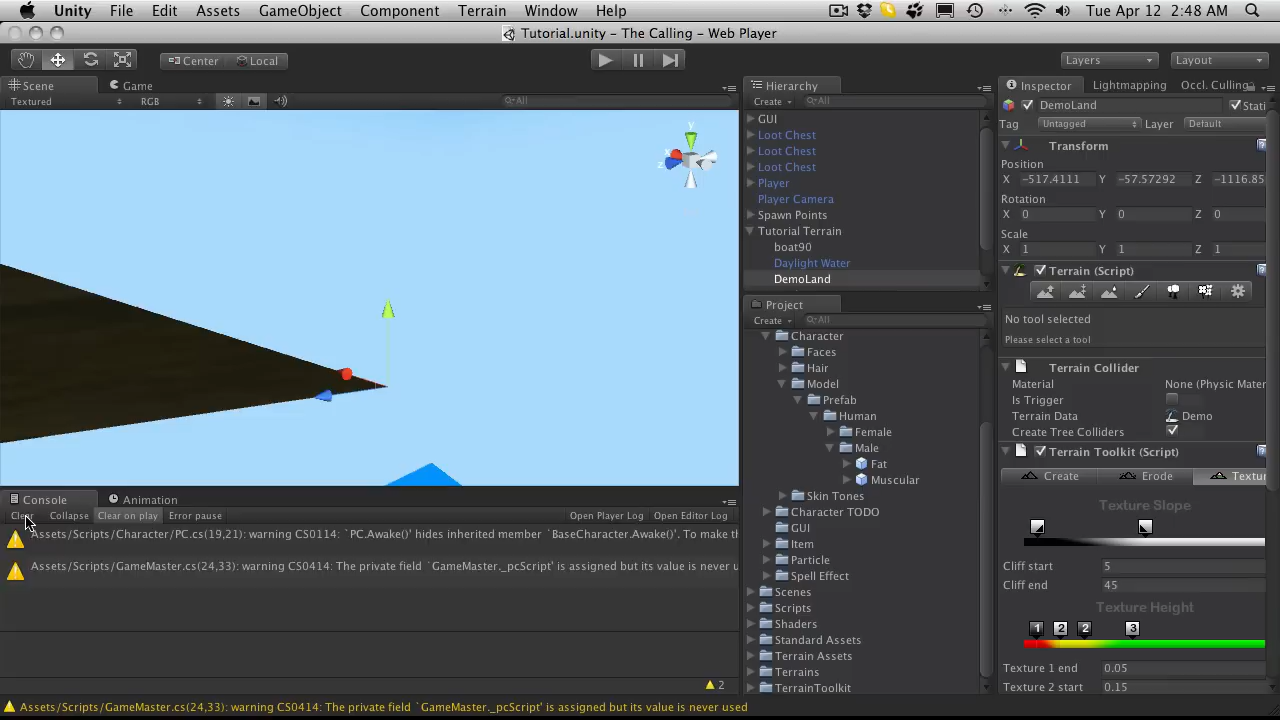 Unity File Edit Assets GameObject Component Terrain Window Help Tue Apr 12 2:48 AM
Tutorial.unity - The Calling - Web Player
Center Local Layers Layout
Scene Game
Textured RGB All
y
x
z
Hierarchy
Create All
GUI
Loot Chest
Loot Chest
Loot Chest
Player
Player Camera
Spawn Points
Tutorial Terrain
boat90
Daylight Water
DemoLand
Project
Create All
Character
Faces
Hair
Model
Prefab
Human
Female
Male
Fat
Muscular
Skin Tones
Character TODO
GUI
Item
Particle
Spell Effect
Scenes
Scripts
Shaders
Standard Assets
Terrain Assets
Terrains
TerrainToolkit
Inspector Lightmapping Occl. Culling
DemoLand Stati
Tag Untagged Layer Default
Transform
Position
X -517.4111 Y -57.57292 Z -1116.85
Rotation
X 0 Y 0 Z 0
Scale
X 1 Y 1 Z 1
Terrain (Script)
No tool selected
Please select a tool
Terrain Collider
Material None (Physic Mater
Is Trigger
Terrain Data Demo
Create Tree Colliders
Terrain Toolkit (Script)
Create Erode Textur
Texture Slope
Cliff start 5
Cliff end 45
Texture Height
1 2 2 3
Texture 1 end 0.05
Texture 2 start 0.15
Console Animation
Clear Collapse Clear on play Error pause Open Player Log Open Editor Log
Assets/Scripts/Character/PC.cs(19,21): warning CS0114: `PC.Awake()' hides inherited member `BaseCharacter.Awake()'. To make th
Assets/Scripts/GameMaster.cs(24,33): warning CS0414: The private field `GameMaster._pcScript' is assigned but its value is never u
2
Assets/Scripts/GameMaster.cs(24,33): warning CS0414: The private field `GameMaster._pcScript' is assigned but its value is never used